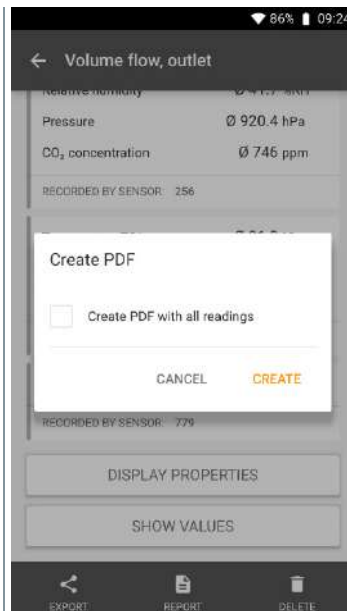 86% 09:24
Volume flow, outlet
Pressure Ø 920.4 hPa
CO₂ concentration Ø 746 ppm
RECORDED BY SENSOR: 256
Create PDF
Create PDF with all readings
CANCEL CREATE
RECORDED BY SENSOR: 779
DISPLAY PROPERTIES
SHOW VALUES
EXPORT REPORT DELETE